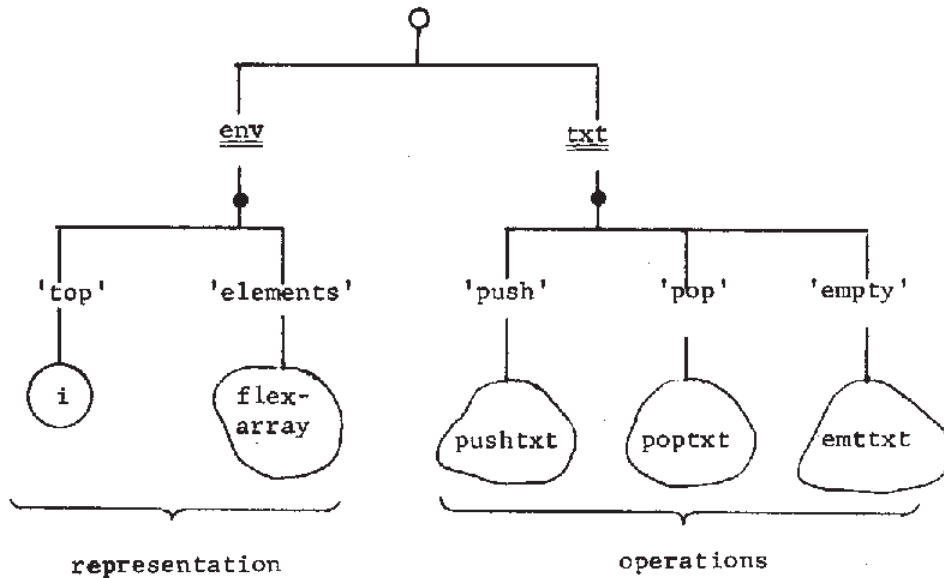 env txt
'top' 'elements' 'push' 'pop' 'empty'
i
flex-
array
pushtxt poptxt emttxt
representation operations